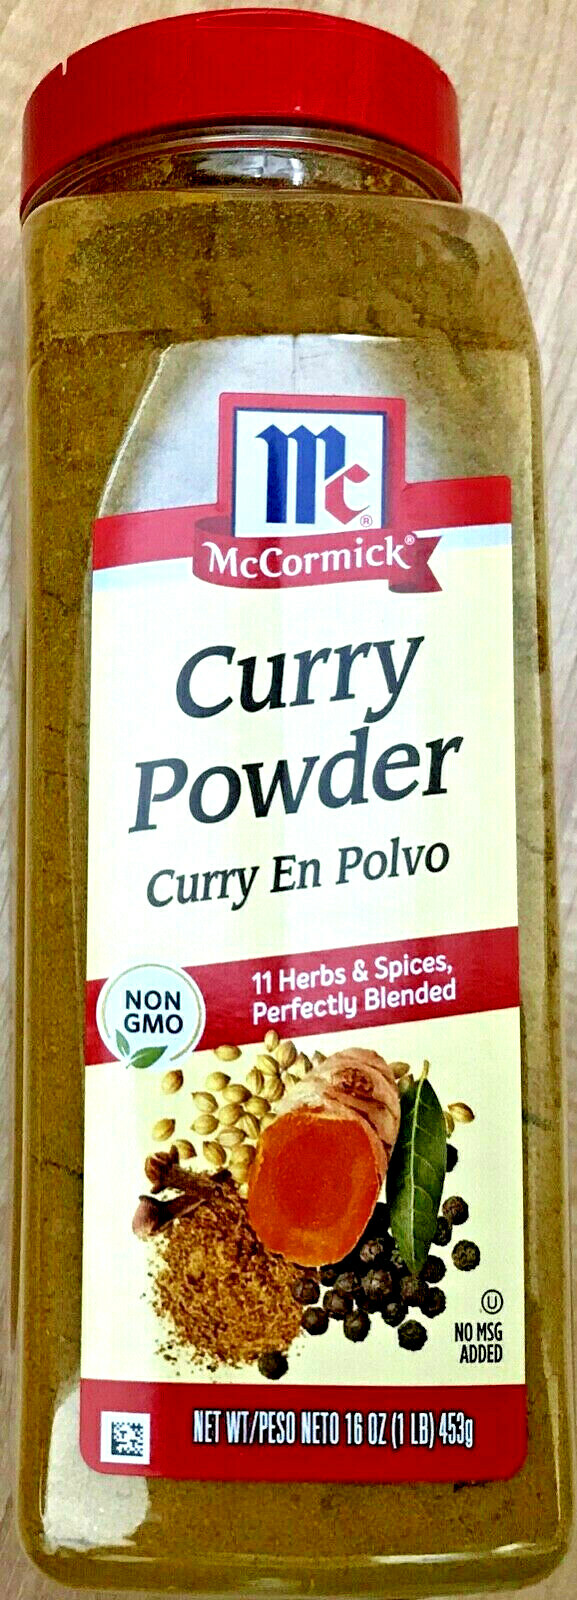 Mc®
McCormick®
Curry
Powder
Curry En Polvo
11 Herbs & Spices,
Perfectly Blended
NON
GMO
U
NO MSG
ADDED
NET WT/PESO NETO 16 OZ (1 LB) 453g